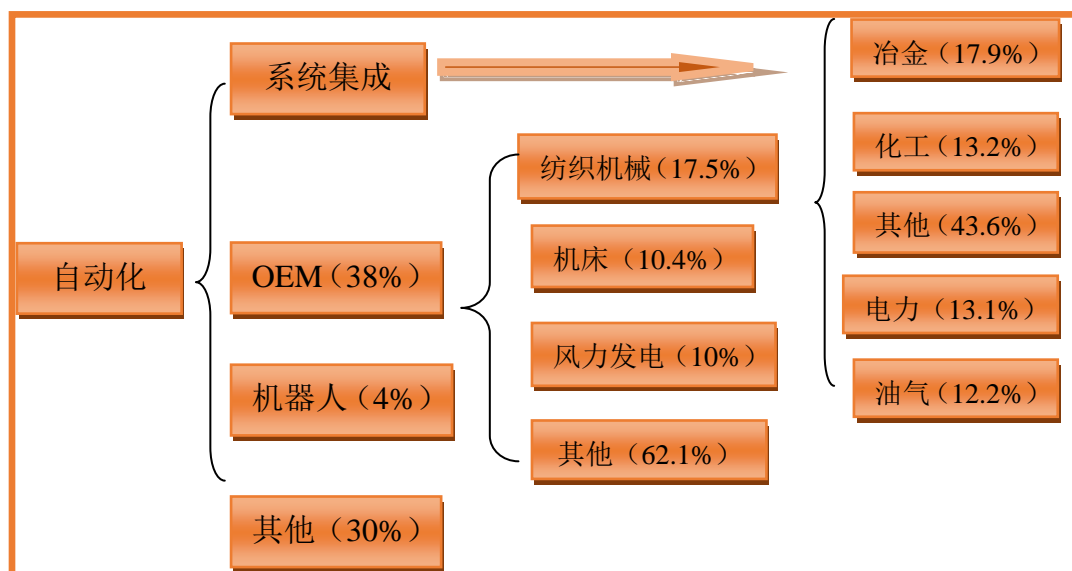 自动化
系统集成
OEM（38%）
机器人（4%）
其他（30%）
纺织机械（17.5%）
机床（10.4%）
风力发电（10%）
其他（62.1%）
冶金（17.9%）
化工（13.2%）
其他（43.6%）
电力（13.1%）
油气（12.2%）